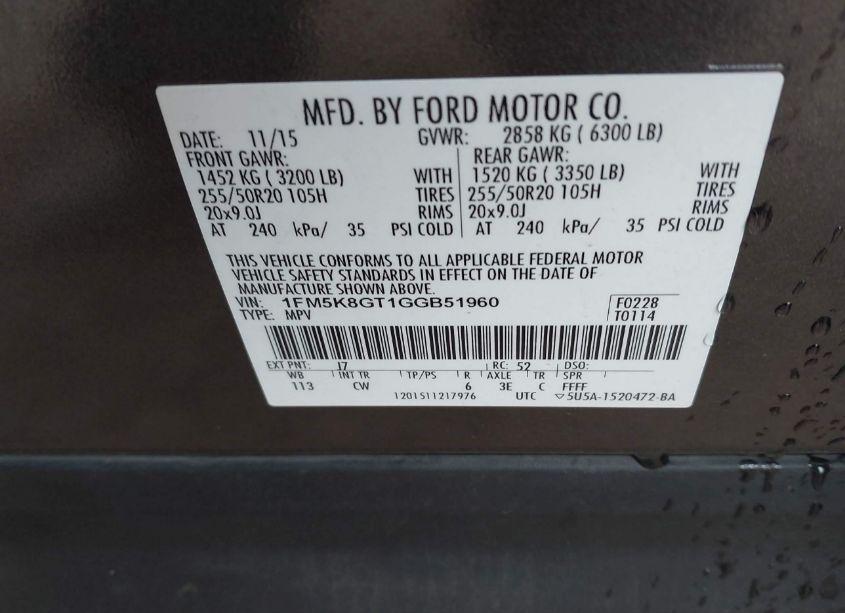 MFD. BY FORD MOTOR CO.
DATE: 11/15 GVWR: 2858 KG ( 6300 LB)
FRONT GAWR: REAR GAWR:
1452 KG ( 3200 LB) WITH 1520 KG ( 3350 LB) WITH
255/50R20 105H TIRES 255/50R20 105H TIRES
20x9.0J RIMS 20x9.0J RIMS
AT 240 kPa/ 35 PSI COLD AT 240 kPa/ 35 PSI COLD
THIS VEHICLE CONFORMS TO ALL APPLICABLE FEDERAL MOTOR
VEHICLE SAFETY STANDARDS IN EFFECT ON THE DATE OF
MANUFACTURE SHOWN ABOVE.
VIN: 1FM5K8GT1GGB51960 F0228
TYPE: MPV T0114
EXT PNT: J7 RC: 52 DSO:
WB INT TR TP/PS R AXLE TR SPR
113 CW 6 3E C FFFF
1201511217976 UTC ▽5U5A-1520472-BA